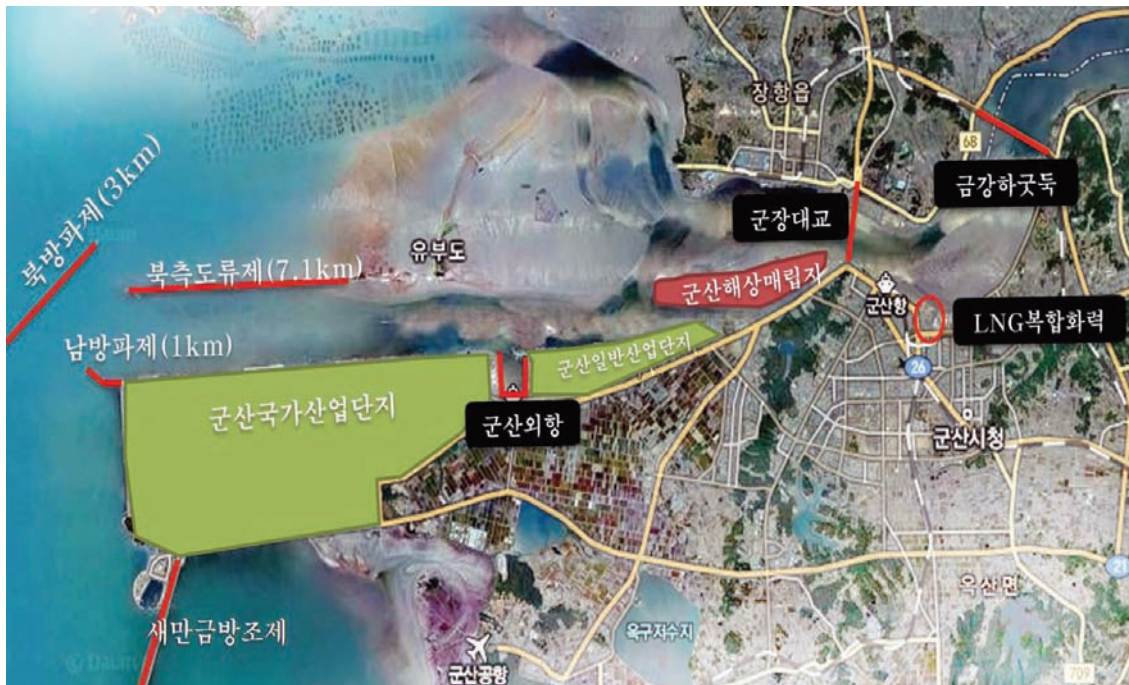 장항읍
68
금강하굿둑
군장대교
북방파제(3km)
유부도
북측도류제(7.1km)
군산해상매립지
군산항
LNG복합화력
남방파제(1km)
군산일반산업단지
26
군산국가산업단지
군산외항
군산시청
21
옥산면
옥구저수지
새만금방조제
군산공항
709
© Daum
Daum